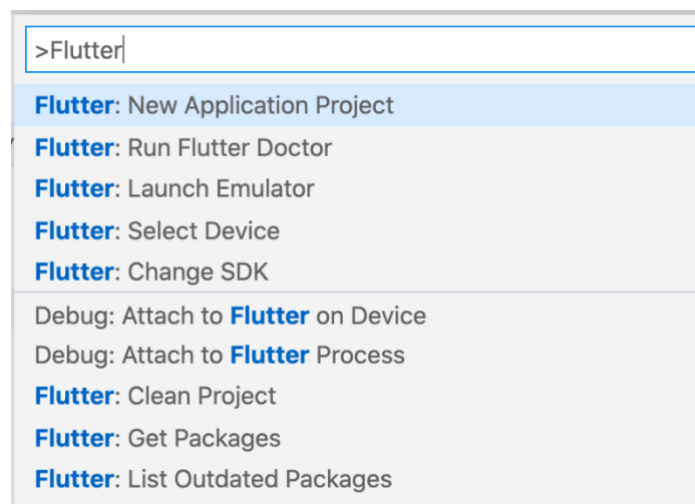 >Flutter
Flutter: New Application Project
Flutter: Run Flutter Doctor
Flutter: Launch Emulator
Flutter: Select Device
Flutter: Change SDK
Debug: Attach to Flutter on Device
Debug: Attach to Flutter Process
Flutter: Clean Project
Flutter: Get Packages
Flutter: List Outdated Packages